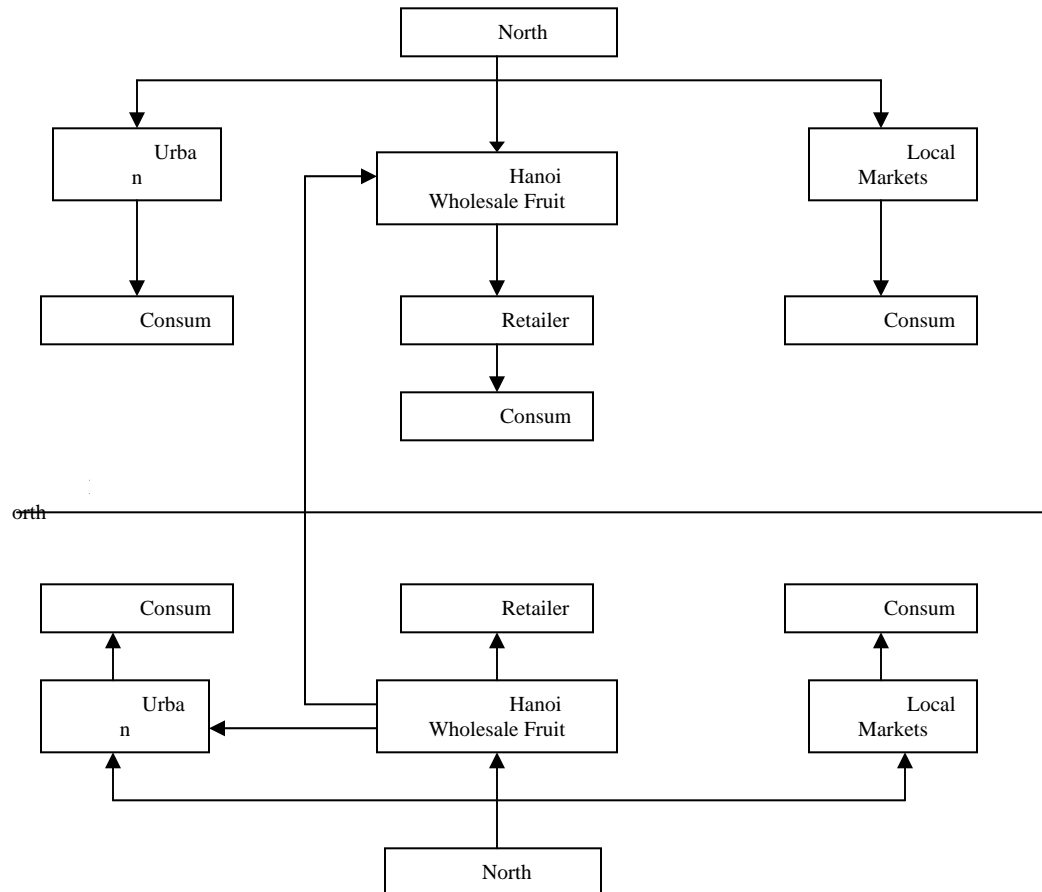 North
Urba
n
Hanoi
Wholesale Fruit
Local
Markets
Consum
Retailer
Consum
Consum
orth
Consum
Retailer
Consum
Urba
n
Hanoi
Wholesale Fruit
Local
Markets
North